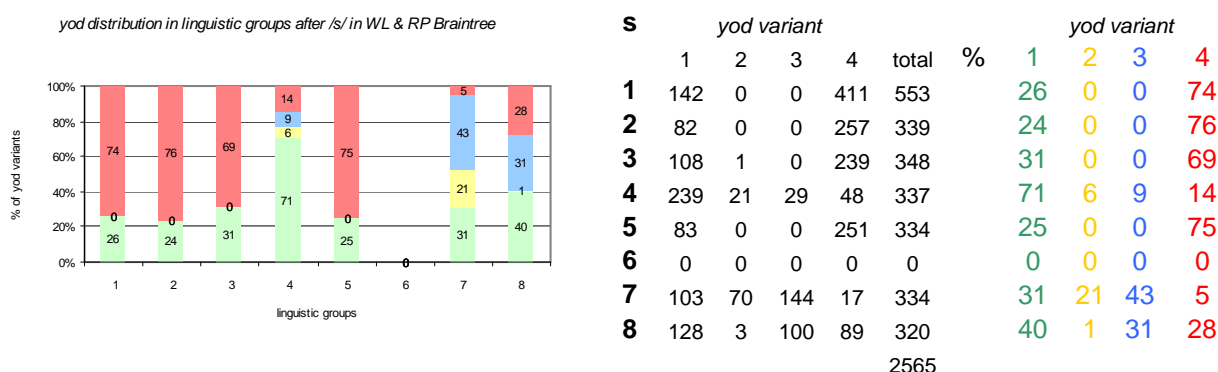 yod distribution in linguistic groups after /s/ in WL & RP Braintree
% of yod variants
100%
80%
60%
40%
20%
0%
74 76 69 14 75 5 28
9 43 31
6 21 1
0 0 0 0 0
26 24 31 71 25 31 40
1 2 3 4 5 6 7 8
linguistic groups
s yod variant yod variant
1 2 3 4 total % 1 2 3 4
1 142 0 0 411 553 26 0 0 74
2 82 0 0 257 339 24 0 0 76
3 108 1 0 239 348 31 0 0 69
4 239 21 29 48 337 71 6 9 14
5 83 0 0 251 334 25 0 0 75
6 0 0 0 0 0 0 0 0 0
7 103 70 144 17 334 31 21 43 5
8 128 3 100 89 320 40 1 31 28
2565